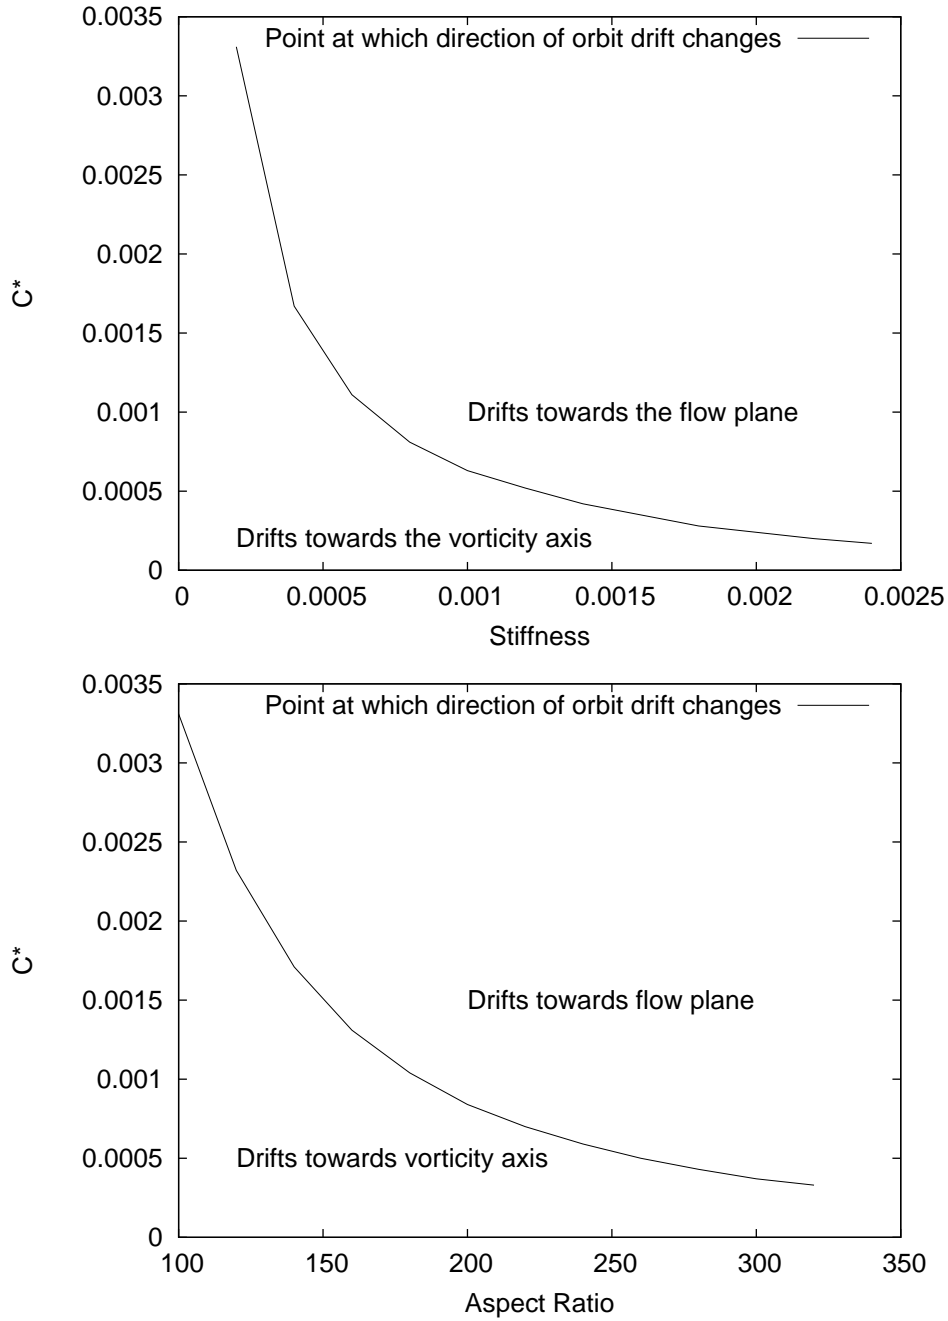 0.0035
Point at which direction of orbit drift changes
0.003
0.0025
0.002
C*
0.0015
0.001
Drifts towards the flow plane
0.0005
Drifts towards the vorticity axis
0
0 0.0005 0.001 0.0015 0.002 0.0025
Stiffness
0.0035
Point at which direction of orbit drift changes
0.003
0.0025
0.002
C*
0.0015
Drifts towards flow plane
0.001
0.0005
Drifts towards vorticity axis
0
100 150 200 250 300 350
Aspect Ratio